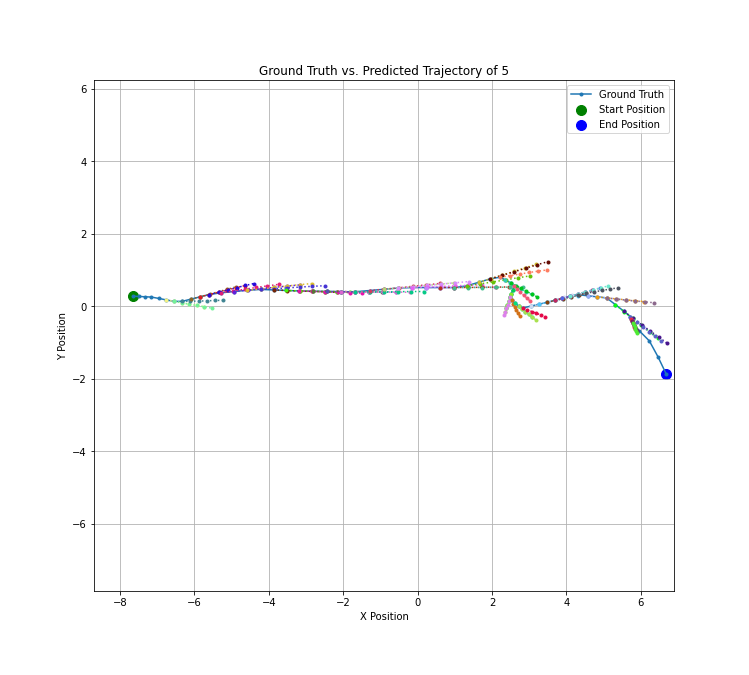 Ground Truth vs. Predicted Trajectory of 5
Ground Truth
Start Position
End Position
6
4
2
0
−2
−4
−6
Y Position
−8
−6
−4
−2
0
2
4
6
X Position